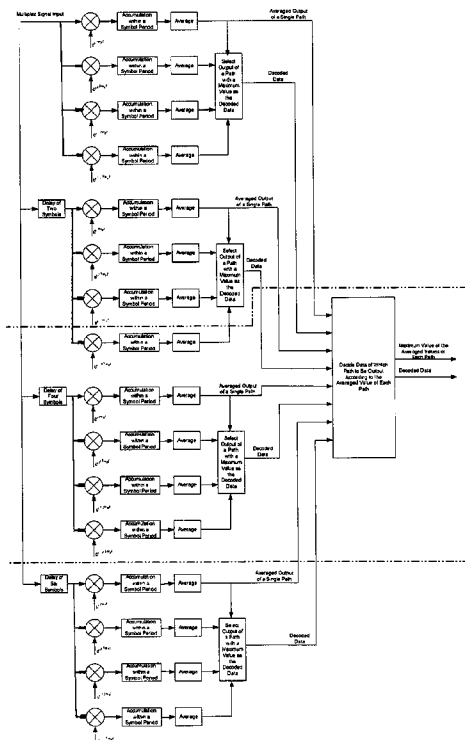 Multiplex Signal Input
Accumulation
within a
Symbol Period
Average
Averaged Output
of a Single Path
Accumulation
within a
Symbol Period
Average
Select
Output of
a Path
with a
Maximum
Value as
the
Decoded
Data
Decoded
Data
Accumulation
within a
Symbol Period
Average
Accumulation
within a
Symbol Period
Average
Delay of
Two
Symbols
Accumulation
within a
Symbol Period
Average
Averaged Output
of a Single Path
Accumulation
within a
Symbol Period
Average
Select
Output of
a Path
with a
Maximum
Value as
the
Decoded
Data
Decoded
Data
Accumulation
within a
Symbol Period
Average
Accumulation
within a
Symbol Period
Average
Decide Data of Which
Path to Be Output
According to the
Averaged Value of Each
Path
Maximum Value of the
Averaged Values of
Each Path
Decoded Data
Delay of
Four
Symbols
Accumulation
within a
Symbol Period
Average
Averaged Output
of a Single Path
Accumulation
within a
Symbol Period
Average
Select
Output of
a Path
with a
Maximum
Value as
the
Decoded
Data
Decoded
Data
Accumulation
within a
Symbol Period
Average
Accumulation
within a
Symbol Period
Average
Delay of
Six
Symbols
Accumulation
within a
Symbol Period
Average
Averaged Output
of a Single Path
Accumulation
within a
Symbol Period
Average
Select
Output of
a Path
with a
Maximum
Value as
the
Decoded
Data
Decoded
Data
Accumulation
within a
Symbol Period
Average
Accumulation
within a
Symbol Period
Average